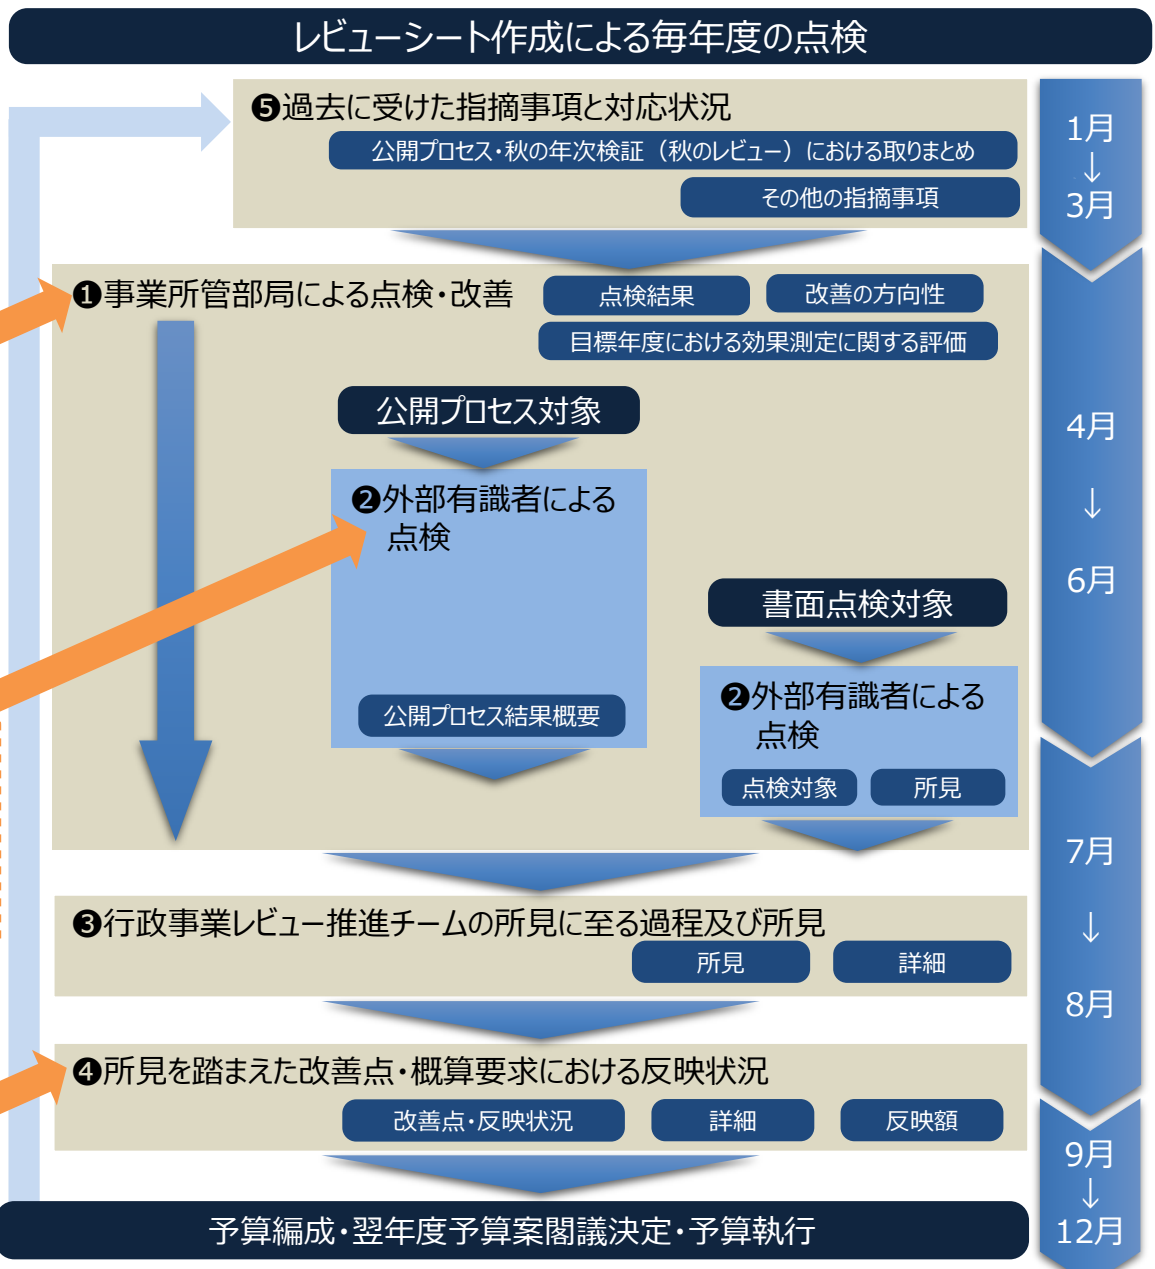 レビューシート作成による毎年度の点検
❺過去に受けた指摘事項と対応状況
公開プロセス・秋の年次検証（秋のレビュー）における取りまとめ
その他の指摘事項
1月
↓
3月
❶事業所管部局による点検・改善
点検結果
改善の方向性
目標年度における効果測定に関する評価
公開プロセス対象
❷外部有識者による
点検
公開プロセス結果概要
書面点検対象
❷外部有識者による
点検
点検対象
所見
4月
↓
6月
❸行政事業レビュー推進チームの所見に至る過程及び所見
所見
詳細
7月
↓
8月
❹所見を踏まえた改善点・概算要求における反映状況
改善点・反映状況
詳細
反映額
予算編成・翌年度予算案閣議決定・予算執行
9月
↓
12月